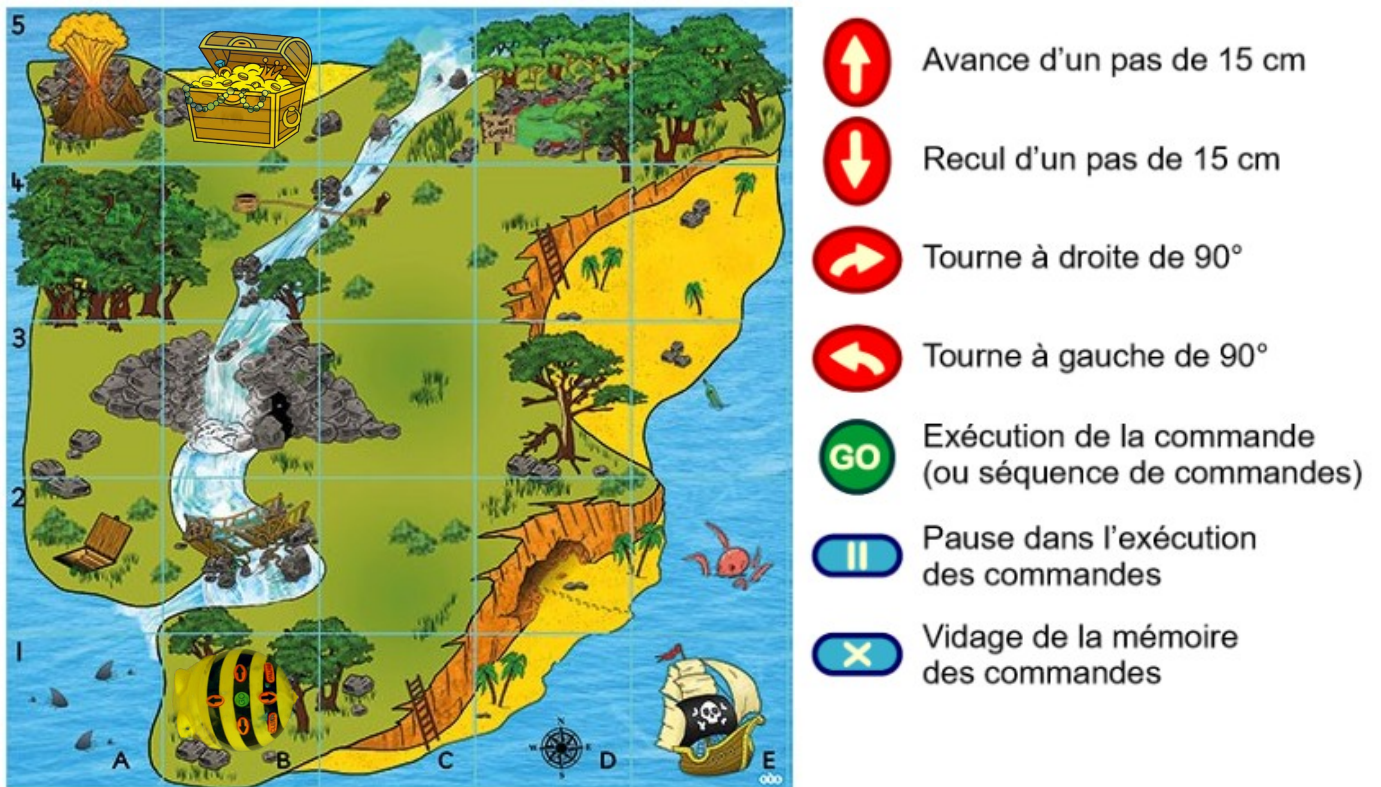 5
4
3
2
1
A
B
C
D
E
N
W
E
S
Avance d'un pas de 15 cm
Recul d'un pas de 15 cm
Tourne à droite de 90°
Tourne à gauche de 90°
GO
Exécution de la commande
(ou séquence de commandes)
Pause dans l'exécution
des commandes
Vidage de la mémoire
des commandes